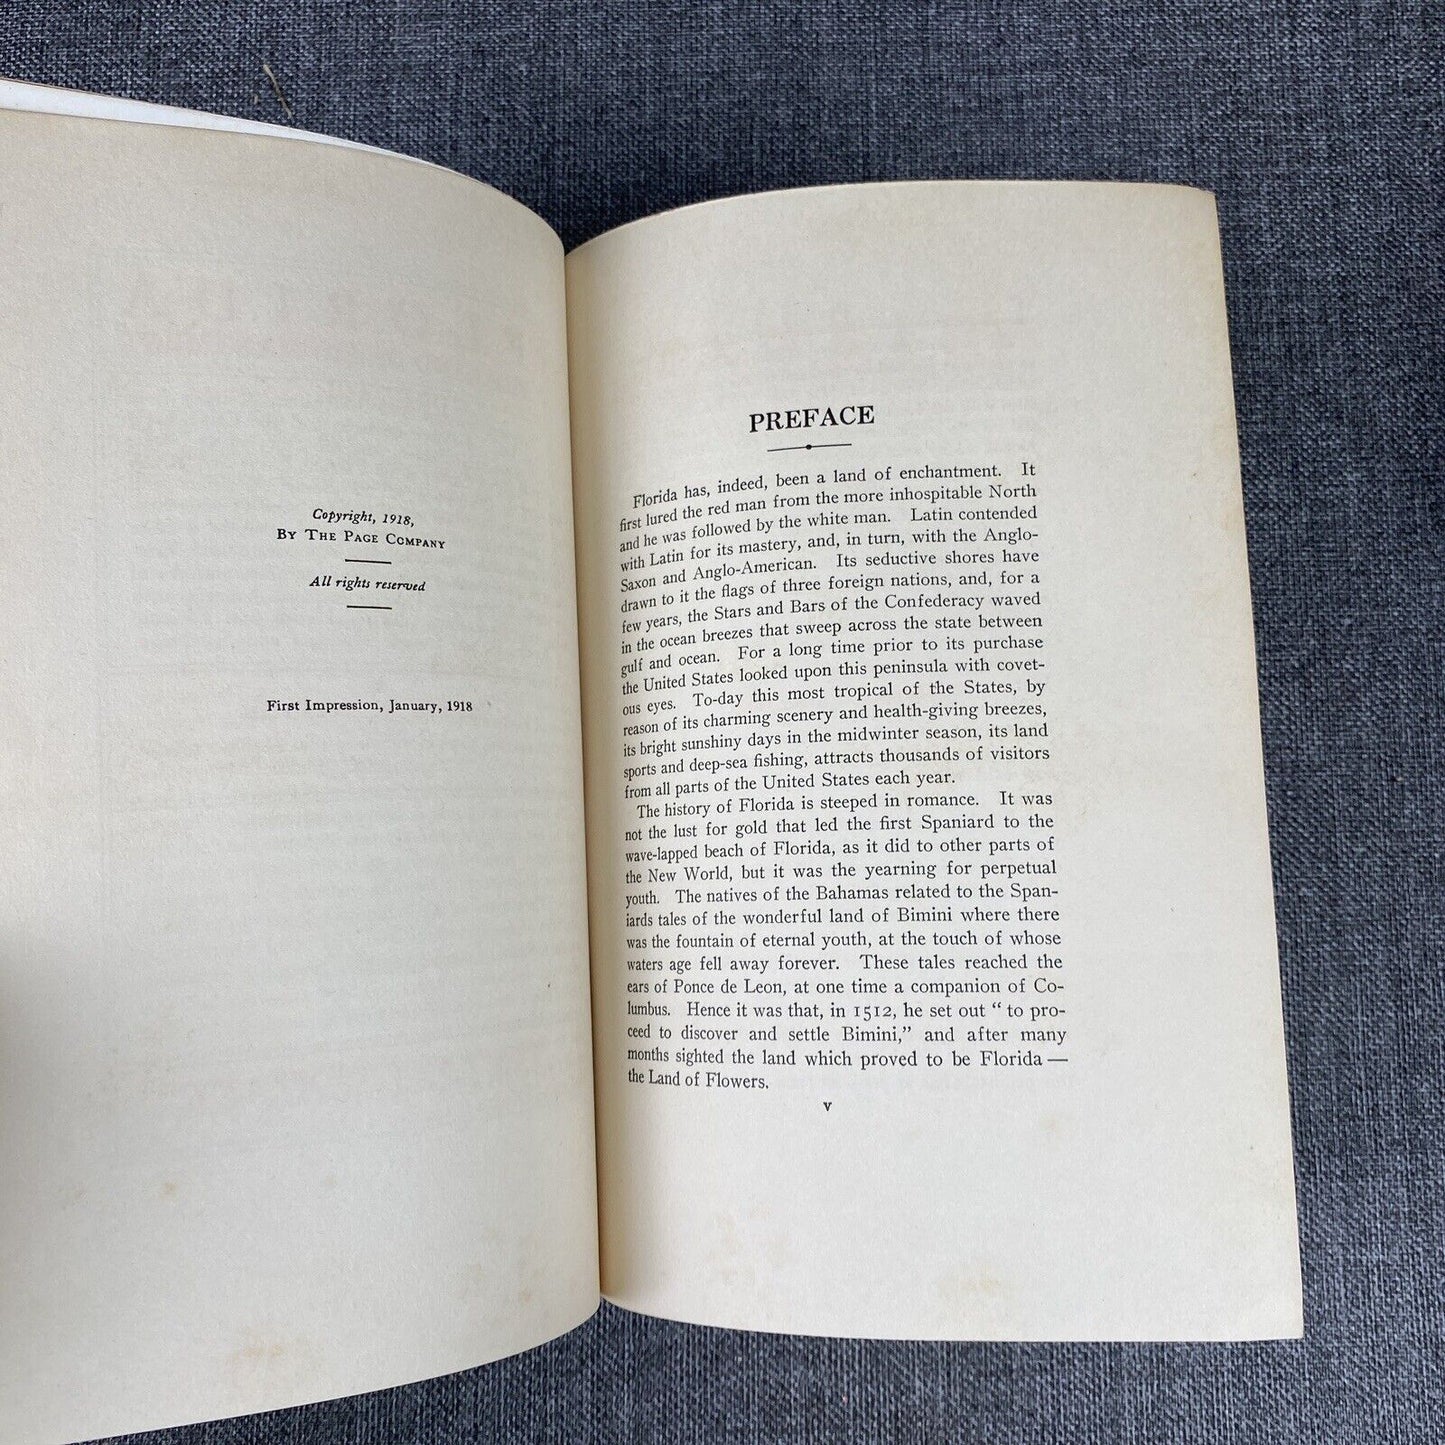 Copyright, 1918,
By The Page Company
All rights reserved
First Impression, January, 1918
PREFACE
Florida has, indeed, been a land of enchantment. It
first lured the red man from the more inhospitable North
and he was followed by the white man. Latin contended
with Latin for its mastery, and, in turn, with the Anglo-
Saxon and Anglo-American. Its seductive shores have
drawn to it the flags of three foreign nations, and, for a
few years, the Stars and Bars of the Confederacy waved
in the ocean breezes that sweep across the state between
gulf and ocean. For a long time prior to its purchase
the United States looked upon this peninsula with covet-
ous eyes. To-day this most tropical of the States, by
reason of its charming scenery and health-giving breezes,
its bright sunshiny days in the midwinter season, its land
sports and deep-sea fishing, attracts thousands of visitors
from all parts of the United States each year.
The history of Florida is steeped in romance. It was
not the lust for gold that led the first Spaniard to the
wave-lapped beach of Florida, as it did to other parts of
the New World, but it was the yearning for perpetual
youth. The natives of the Bahamas related to the Span-
iards tales of the wonderful land of Bimini where there
was the fountain of eternal youth, at the touch of whose
waters age fell away forever. These tales reached the
ears of Ponce de Leon, at one time a companion of Co-
lumbus. Hence it was that, in 1512, he set out " to pro-
ceed to discover and settle Bimini," and after many
months sighted the land which proved to be Florida —
the Land of Flowers.
v